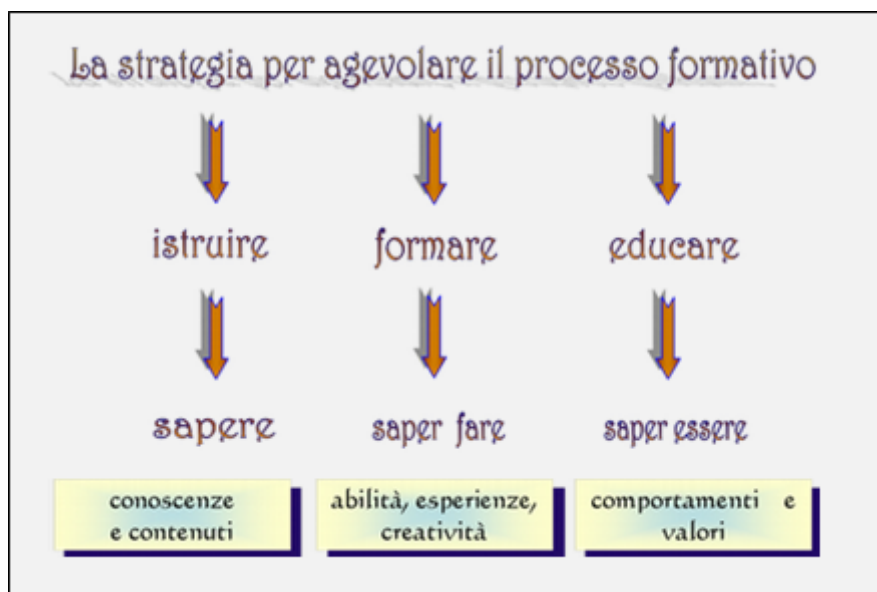 La strategia per agevolare il processo formativo
istruire
formare
educare
sapere
saper fare
saper essere
conoscenze
e contenuti
abilità, esperienze,
creatività
comportamenti e
valori